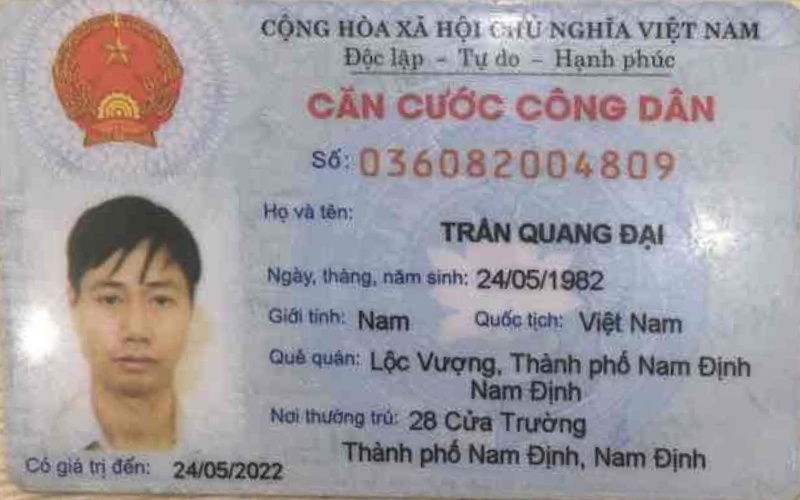 CỘNG HÒA XÃ HỘI CHỦ NGHĨA VIỆT NAM
Độc lập - Tự do - Hạnh phúc
CĂN CƯỚC CÔNG DÂN
Số: 036082004809
Họ và tên:
TRẦN QUANG ĐẠI
Ngày, tháng, năm sinh: 24/05/1982
Giới tính: Nam Quốc tịch: Việt Nam
Quê quán: Lộc Vượng, Thành phố Nam Định
Nam Định
Nơi thường trú: 28 Cửa Trường
Thành phố Nam Định, Nam Định
Có giá trị đến: 24/05/2022